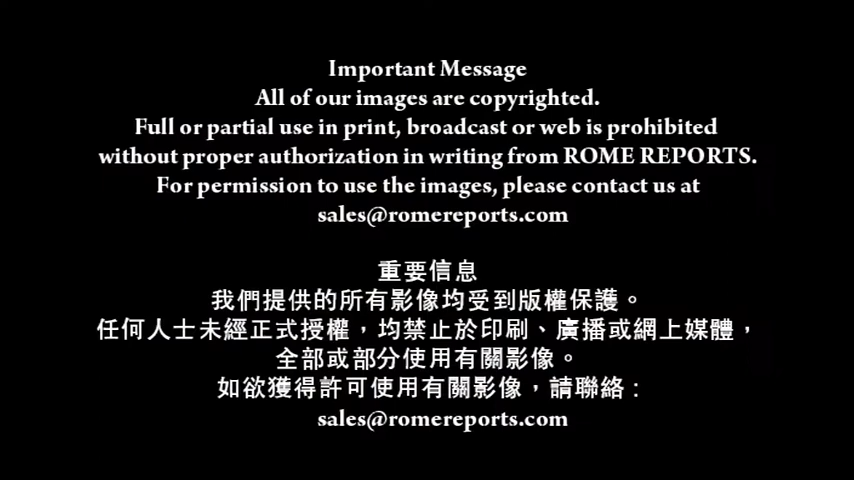 Important Message
All of our images are copyrighted.
Full or partial use in print, broadcast or web is prohibited
without proper authorization in writing from ROME REPORTS.
For permission to use the images, please contact us at
sales@romereports.com
重要信息
我們提供的所有影像均受到版權保護。
任何人士未經正式授權，均禁止於印刷、廣播或網上媒體，
全部或部分使用有關影像。
如欲獲得許可使用有關影像，請聯絡：
sales@romereports.com